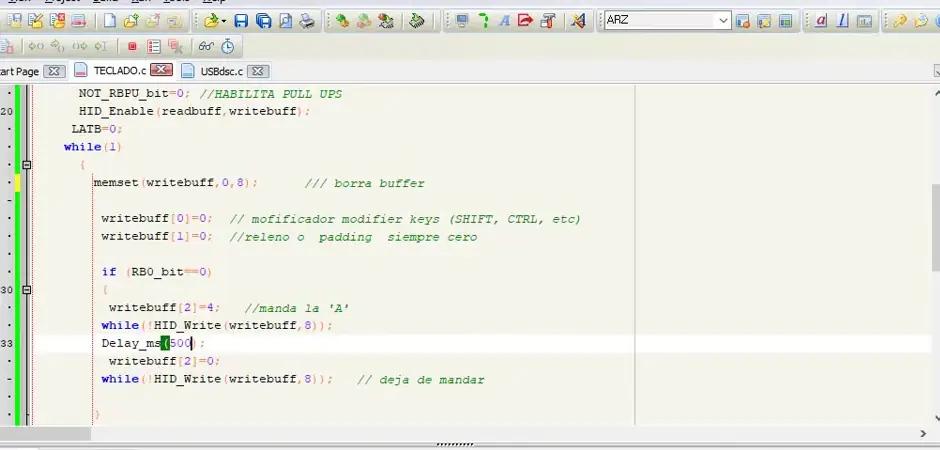 ARZ
art Page
TECLADO.c
USBdsc.c
NOT_RBPU_bit=0; //HABILITA PULL UPS
20 HID_Enable(readbuff,writebuff);
LATB=0;
while(1)
{
memset(writebuff,0,8); /// borra buffer
writebuff[0]=0; // mofificador modifier keys (SHIFT, CTRL, etc)
writebuff[1]=0; //releno o padding siempre cero
if (RB0_bit==0)
30 {
writebuff[2]=4; //manda la 'A'
while(!HID_Write(writebuff,8));
33 Delay_ms(500);
writebuff[2]=0;
while(!HID_Write(writebuff,8)); // deja de mandar
}